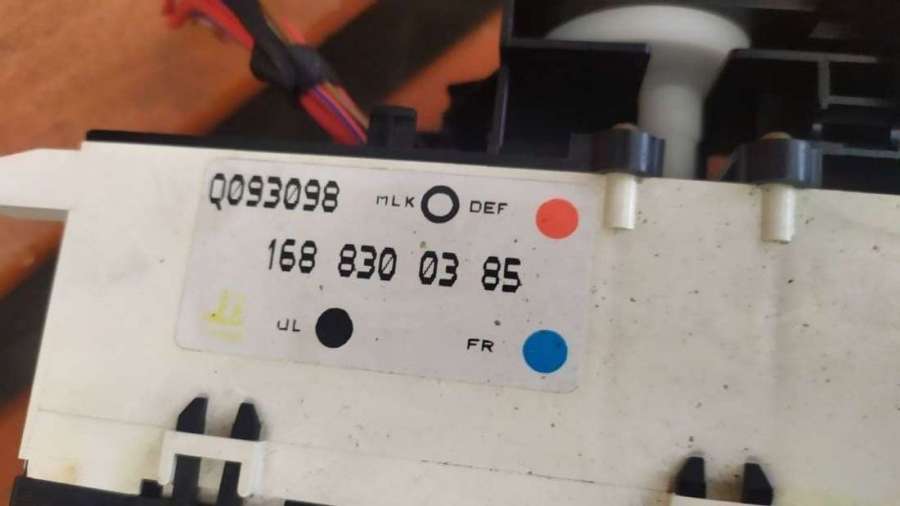 Q093098 MLK DEF
168 830 03 85
UL FR